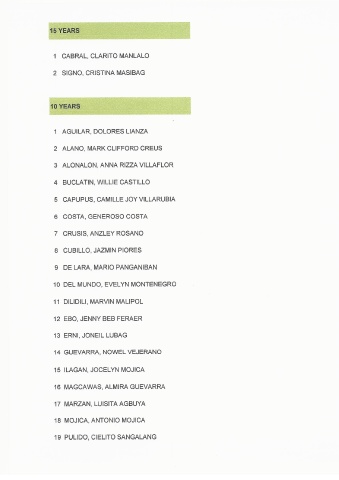 15 YEARS
1 CABRAL, CLARITO MANLALO
2 SIGNO, CRISTINA MASIBAG
10 YEARS
1 AGUILAR, DOLORES LIANZA
2 ALANO, MARK CLIFFORD CREUS
3 ALONALON, ANNA RIZZA VILLAFLOR
4 BUCLATIN, WILLIE CASTILLO
5 CAPUPUS, CAMILLE JOY VILLARUBIA
6 COSTA, GENEROSO COSTA
7 CRUSIS, ANZLEY ROSANO
8 CUBILLO, JAZMIN PIORES
9 DE LARA, MARIO PANGANIBAN
10 DEL MUNDO, EVELYN MONTENEGRO
11 DILIDILI, MARVIN MALIPOL
12 EBO, JENNY BEB FERAER
13 ERNI, JONEIL LUBAG
14 GUEVARRA, NOWEL VEJERANO
15 ILAGAN, JOCELYN MOJICA
16 MAGCAWAS, ALMIRA GUEVARRA
17 MARZAN, LUISITA AGBUYA
18 MOJICA, ANTONIO MOJICA
19 PULIDO, CIELITO SANGALANG